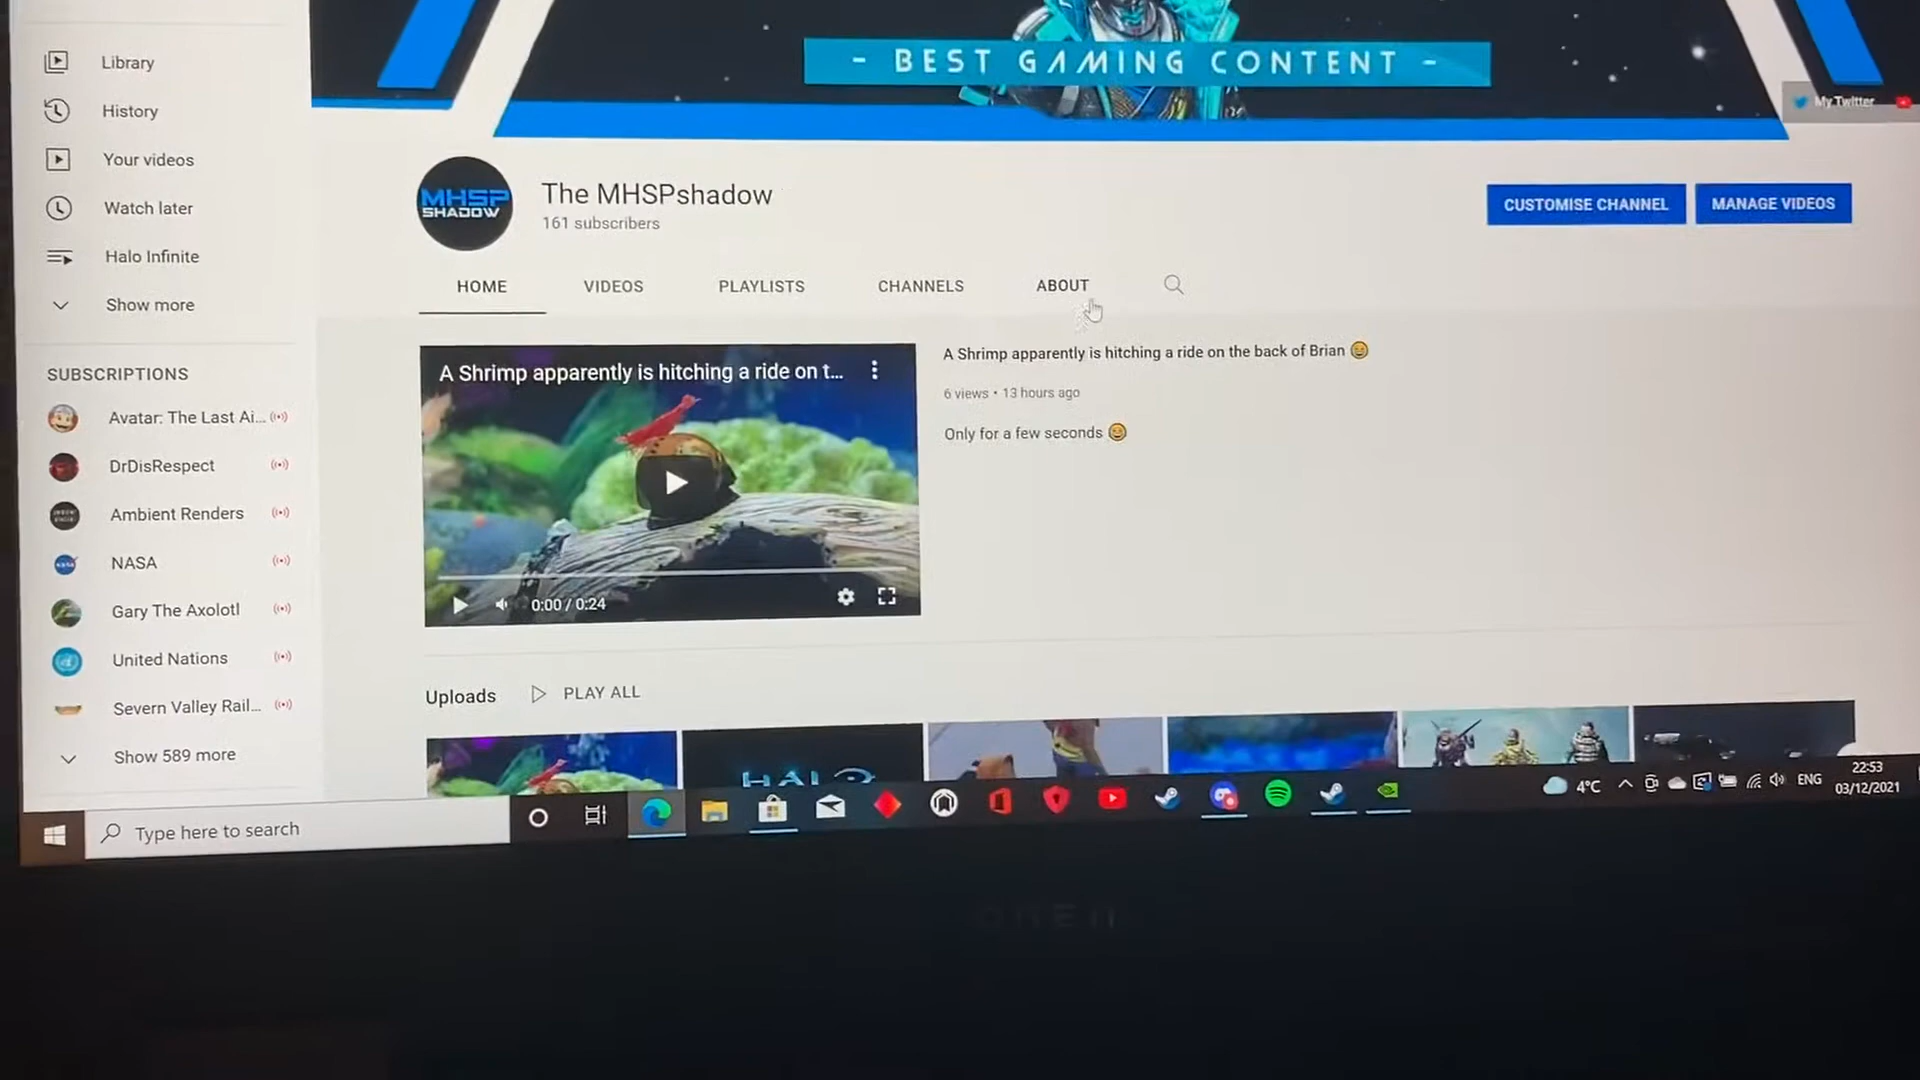 - BEST GAMING CONTENT -
My Twitter
Library
History
Your videos
Watch later
Halo Infinite
Show more
SUBSCRIPTIONS
Avatar: The Last Ai...
DrDisRespect
Ambient Renders
NASA
Gary The Axolotl
United Nations
Severn Valley Rail...
Show 589 more
MHSP
SHADOW
The MHSPshadow
161 subscribers
CUSTOMISE CHANNEL
MANAGE VIDEOS
HOME
VIDEOS
PLAYLISTS
CHANNELS
ABOUT
A Shrimp apparently is hitching a ride on t...
0:00 / 0:24
A Shrimp apparently is hitching a ride on the back of Brian 😄
6 views • 13 hours ago
Only for a few seconds 😄
Uploads
PLAY ALL
HALO
Type here to search
4°C
ENG
22:53
03/12/2021